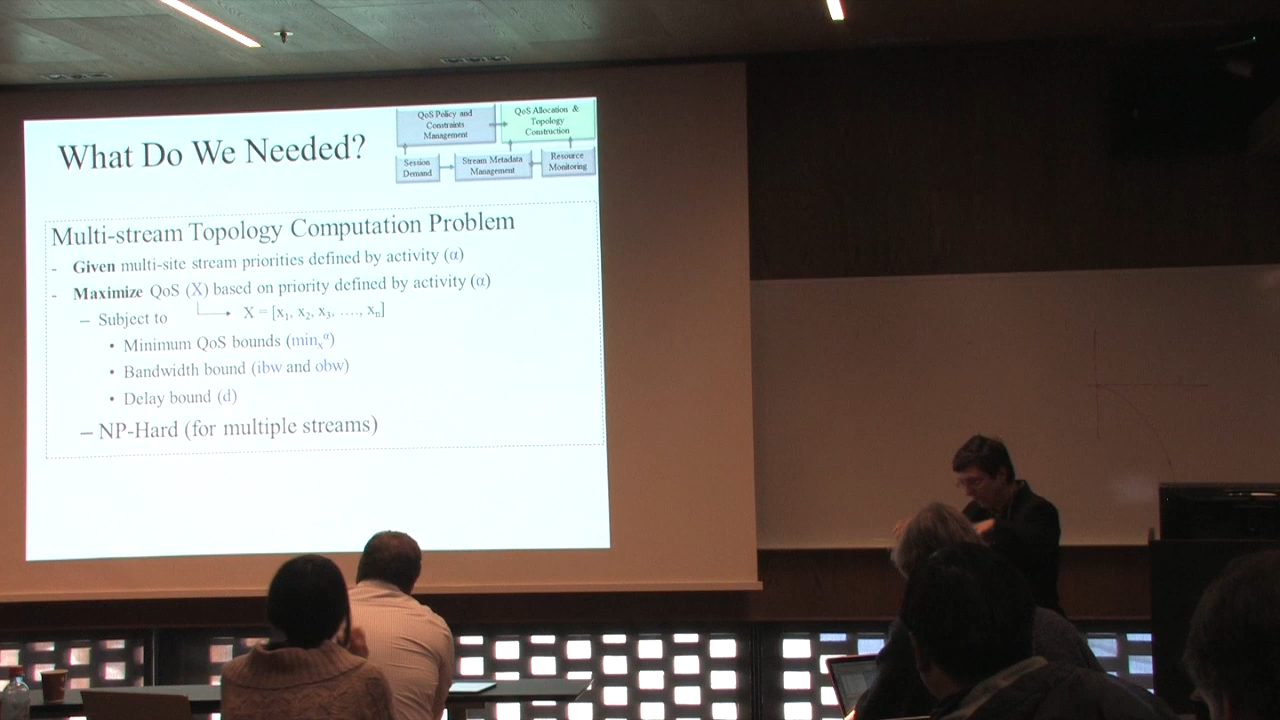 What Do We Needed?
QoS Policy and
Constraints
Management
QoS Allocation &
Topology
Construction
Session
Demand
Stream Metadata
Management
Resource
Monitoring
Multi-stream Topology Computation Problem
- Given multi-site stream priorities defined by activity (α)
- Maximize QoS (X) based on priority defined by activity (α)
– Subject to X = [x1, x2, x3, …., xn]
• Minimum QoS bounds (minxα)
• Bandwidth bound (ibw and obw)
• Delay bound (d)
– NP-Hard (for multiple streams)